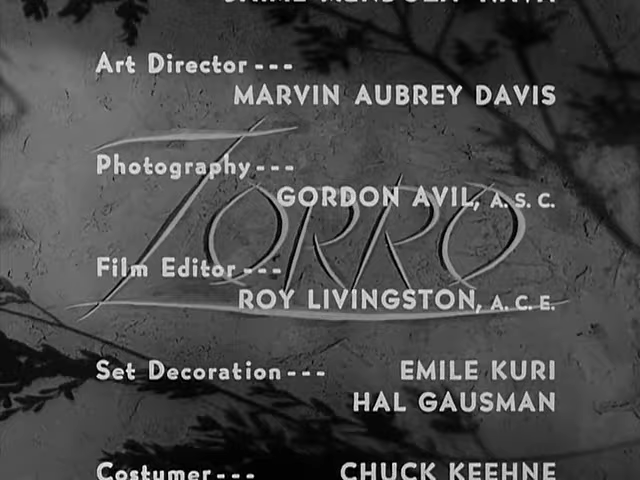 Art Director---
MARVIN AUBREY DAVIS
ZORRO
Photography---
GORDON AVIL, A. S. C.
Film Editor---
ROY LIVINGSTON, A. C. E.
Set Decoration---
EMILE KURI
HAL GAUSMAN
Costumer---
CHUCK KEEHNE